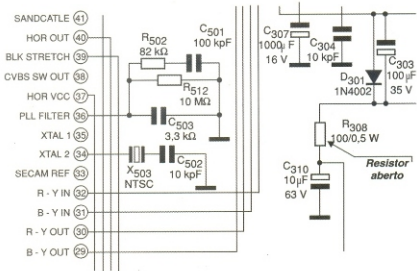 SANDCATLE 41
HOR OUT 40
BLK STRETCH 39
CVBS SW OUT 38
HOR VCC 37
PLL FILTER 36
XTAL 1 35
XTAL 2 34
SECAM REF 33
R - Y IN 32
B - Y IN 31
R - Y OUT 30
B - Y OUT 29
R502
82 kΩ
C501
100 kpF
R512
10 MΩ
C503
3,3 kΩ
X503
NTSC
C502
10 kpF
C307
1000µF
16 V
C304
10 kpF
C303
100 µF
35 V
D301
1N4002
R308
100/0,5 W
Resistor
aberto
C310
10µF
63 V